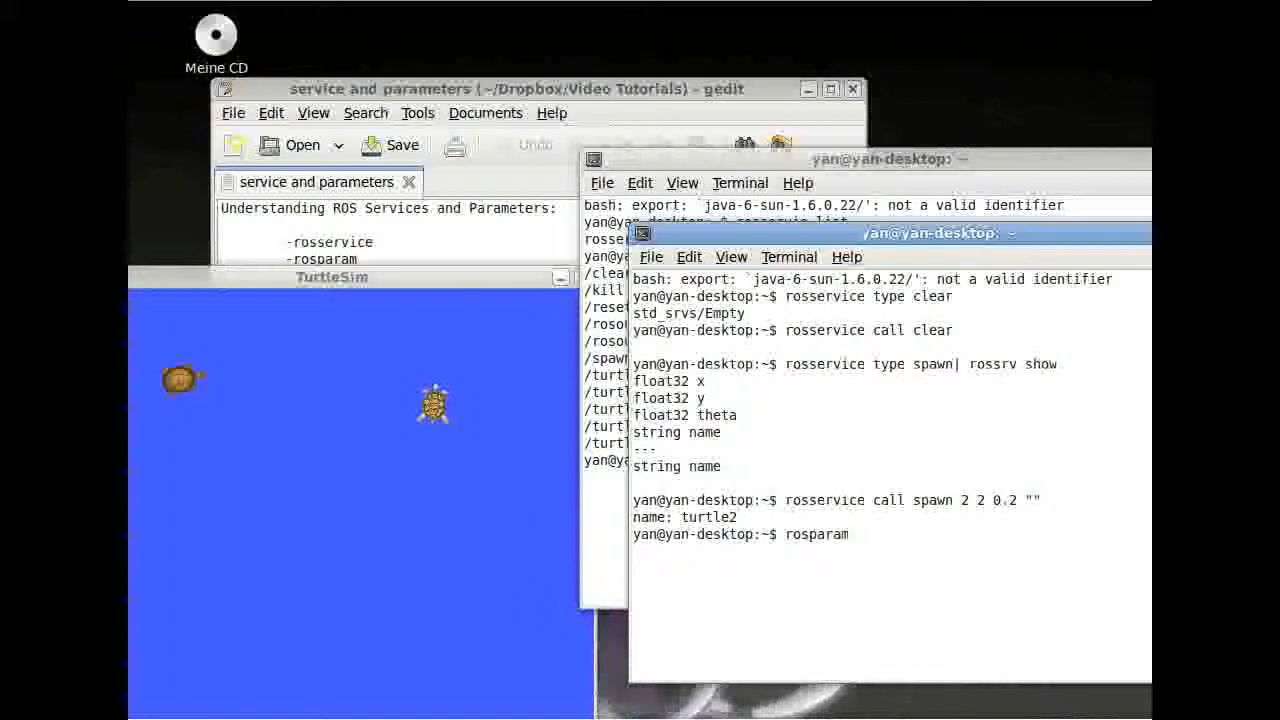 Meine CD
service and parameters (~/Dropbox/Video Tutorials) - gedit
File Edit View Search Tools Documents Help
Open Save Undo
service and parameters
Understanding ROS Services and Parameters:
-rosservice
-rosparam
TurtleSim
yan@yan-desktop: ~
File Edit View Terminal Help
bash: export: `java-6-sun-1.6.0.22/': not a valid identifier
/kill
yan@yan-desktop: ~
File Edit View Terminal Help
bash: export: `java-6-sun-1.6.0.22/': not a valid identifier
yan@yan-desktop:~$ rosservice type clear
std_srvs/Empty
yan@yan-desktop:~$ rosservice call clear
yan@yan-desktop:~$ rosservice type spawn| rossrv show
float32 x
float32 y
float32 theta
string name
---
string name
yan@yan-desktop:~$ rosservice call spawn 2 2 0.2 ""
name: turtle2
yan@yan-desktop:~$ rosparam